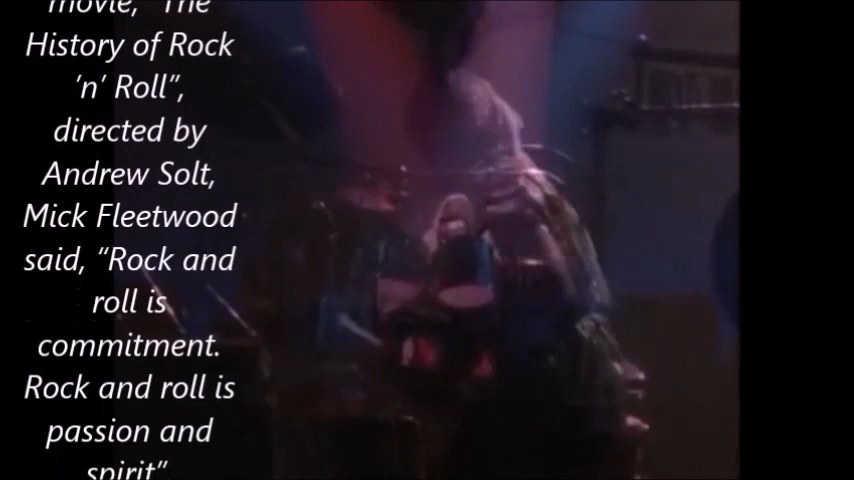 movie, "The
History of Rock
'n' Roll",
directed by
Andrew Solt,
Mick Fleetwood
said, “Rock and
roll is
commitment.
Rock and roll is
passion and
spirit”